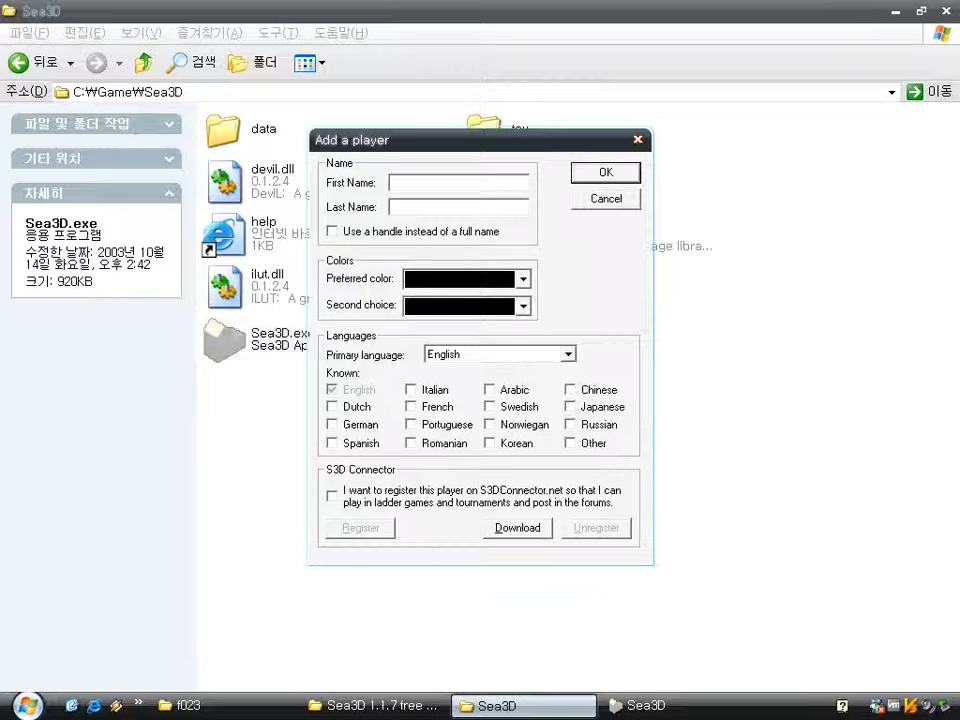 Sea3D
파일(F) 편집(E) 보기(V) 즐겨찾기(A) 도구(T) 도움말(H)
뒤로 검색 폴더
주소(D) C:\Game\Sea3D 이동
파일 및 폴더 작업
기타 위치
자세히
Sea3D.exe
응용 프로그램
수정한 날짜: 2003년 10월
14일 화요일, 오후 2:42
크기: 920KB
data
devil.dll
0.1.2.4
DevIL: A g
help
인터넷 바
1KB
age libra...
ilut.dll
0.1.2.4
ILUT: A g
Sea3D.ex
Sea3D Ap
Add a player
Name
First Name:
Last Name:
Use a handle instead of a full name
OK
Cancel
Colors
Preferred color:
Second choice:
Languages
Primary language: English
Known:
English Italian Arabic Chinese
Dutch French Swedish Japanese
German Portuguese Norwiegan Russian
Spanish Romanian Korean Other
S3D Connector
I want to register this player on S3DConnector.net so that I can
play in ladder games and tournaments and post in the forums.
Register Download Unregister
f023 Sea3D 1.1.7 free ... Sea3D Sea3D